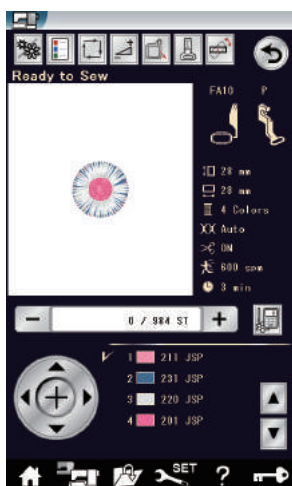 Ready to Sew
FA10 P
28 mm
28 mm
4 Colors
Auto
ON
600 spm
3 min
− 0 / 984 ST +
1 211 JSP
2 231 JSP
3 220 JSP
4 201 JSP
SET
?